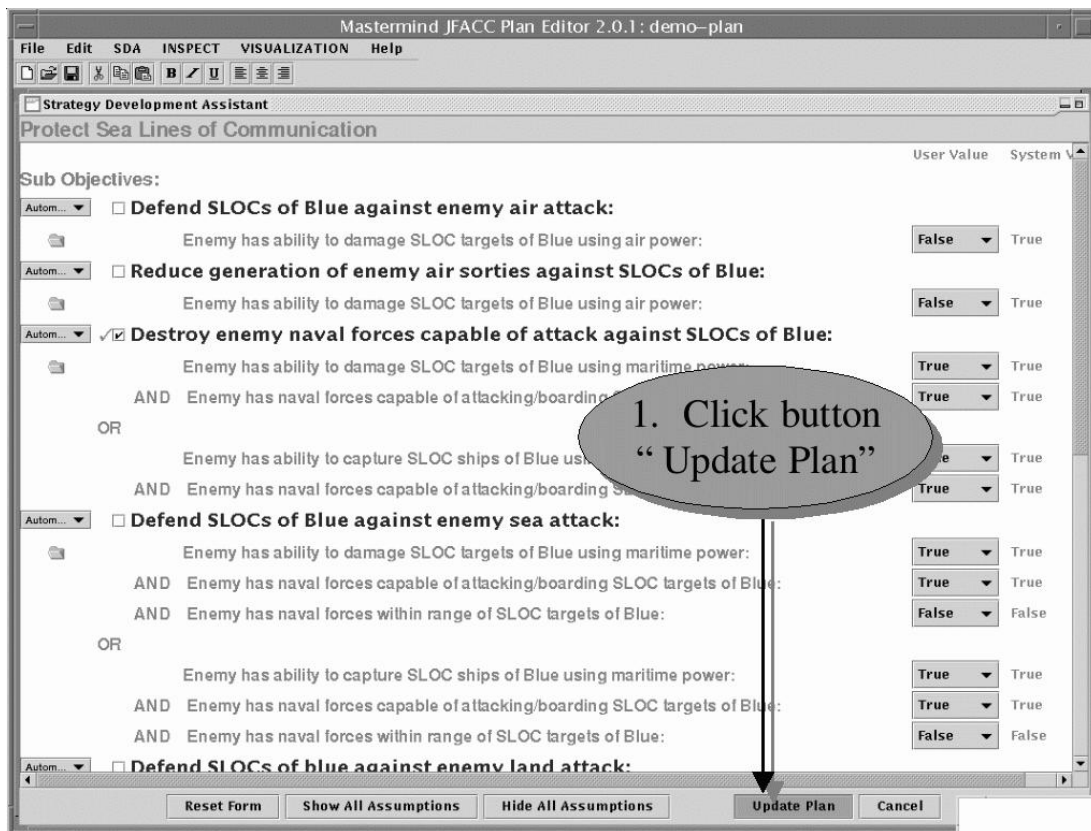 Mastermind JFACC Plan Editor 2.0.1: demo-plan
File Edit SDA INSPECT VISUALIZATION Help
B I U
Strategy Development Assistant
Protect Sea Lines of Communication
User Value System V
Sub Objectives:
Autom... Defend SLOCs of Blue against enemy air attack:
Enemy has ability to damage SLOC targets of Blue using air power: False True
Autom... Reduce generation of enemy air sorties against SLOCs of Blue:
Enemy has ability to damage SLOC targets of Blue using air power: False True
Autom... Destroy enemy naval forces capable of attack against SLOCs of Blue:
Enemy has ability to damage SLOC targets of Blue using maritime power: True True
AND Enemy has naval forces capable of attacking/boarding True True
OR
Enemy has ability to capture SLOC ships of Blue True
AND Enemy has naval forces capable of attacking/boarding True True
1. Click button
“Update Plan”
Autom... Defend SLOCs of Blue against enemy sea attack:
Enemy has ability to damage SLOC targets of Blue using maritime power: True True
AND Enemy has naval forces capable of attacking/boarding SLOC targets of Blue: True True
AND Enemy has naval forces within range of SLOC targets of Blue: False False
OR
Enemy has ability to capture SLOC ships of Blue using maritime power: True True
AND Enemy has naval forces capable of attacking/boarding SLOC targets of Blue: True True
AND Enemy has naval forces within range of SLOC targets of Blue: False False
Autom... Defend SLOCs of blue against enemy land attack:
Reset Form Show All Assumptions Hide All Assumptions Update Plan Cancel